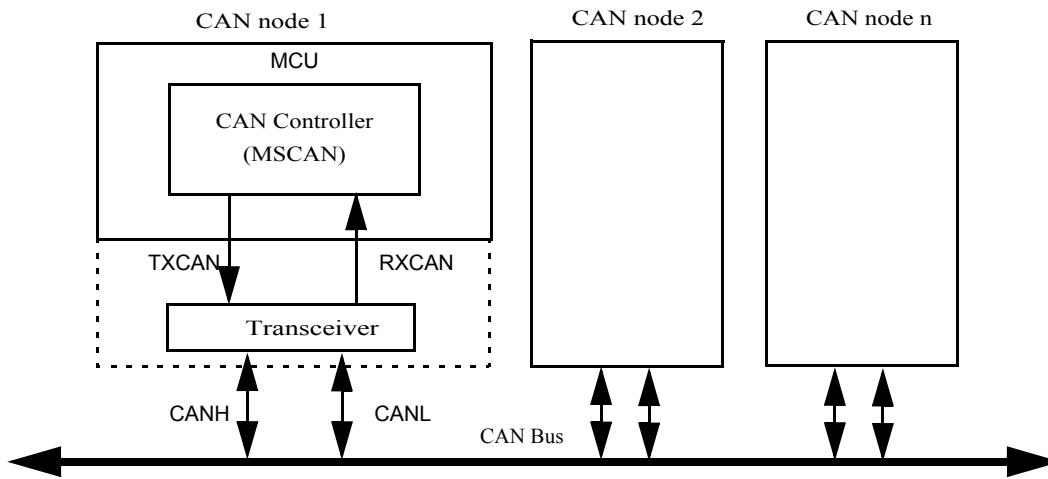 CAN node 1
CAN node 2
CAN node n
MCU
CAN Controller
(MSCAN)
TXCAN
RXCAN
Transceiver
CANH
CANL
CAN Bus